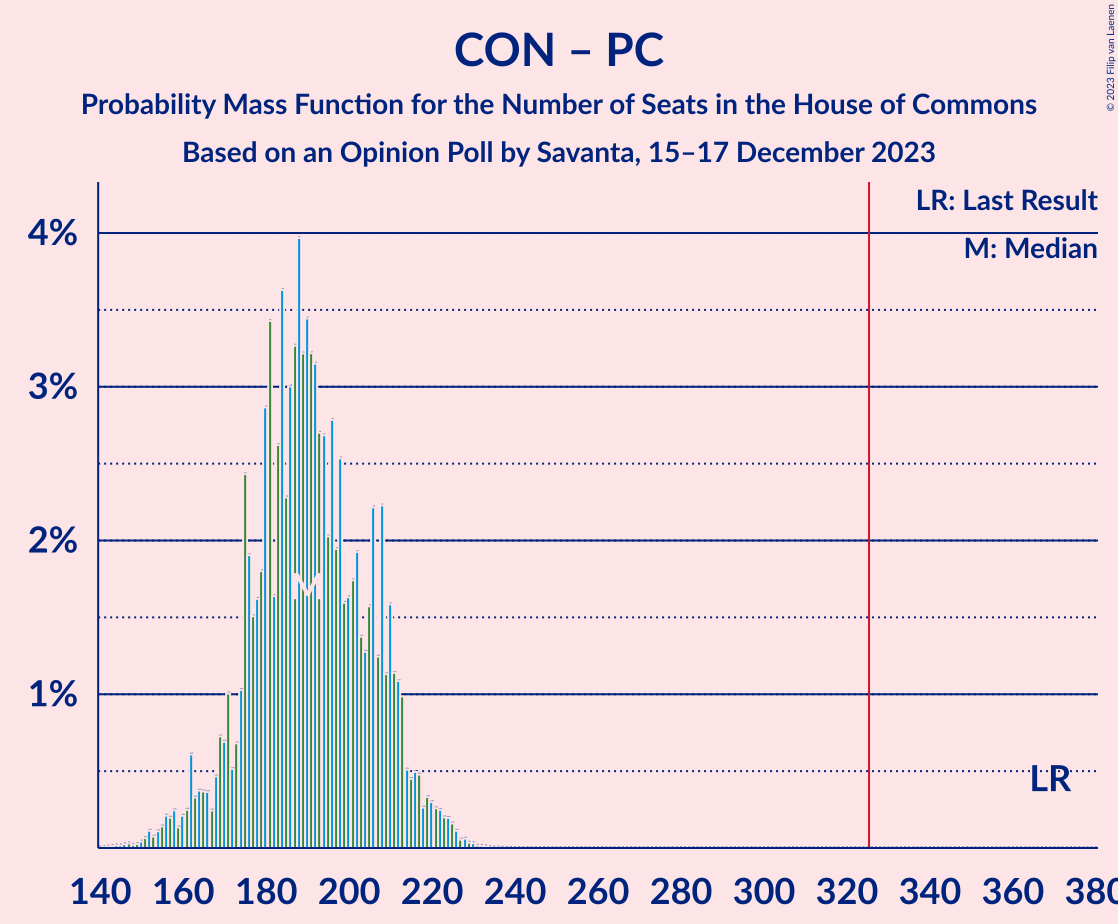 CON – PC
Probability Mass Function for the Number of Seats in the House of Commons
Based on an Opinion Poll by Savanta, 15–17 December 2023
© 2023 Filip van Laenen
LR: Last Result
M: Median
4%
3%
2%
1%
M
LR
140 160 180 200 220 240 260 280 300 320 340 360 380